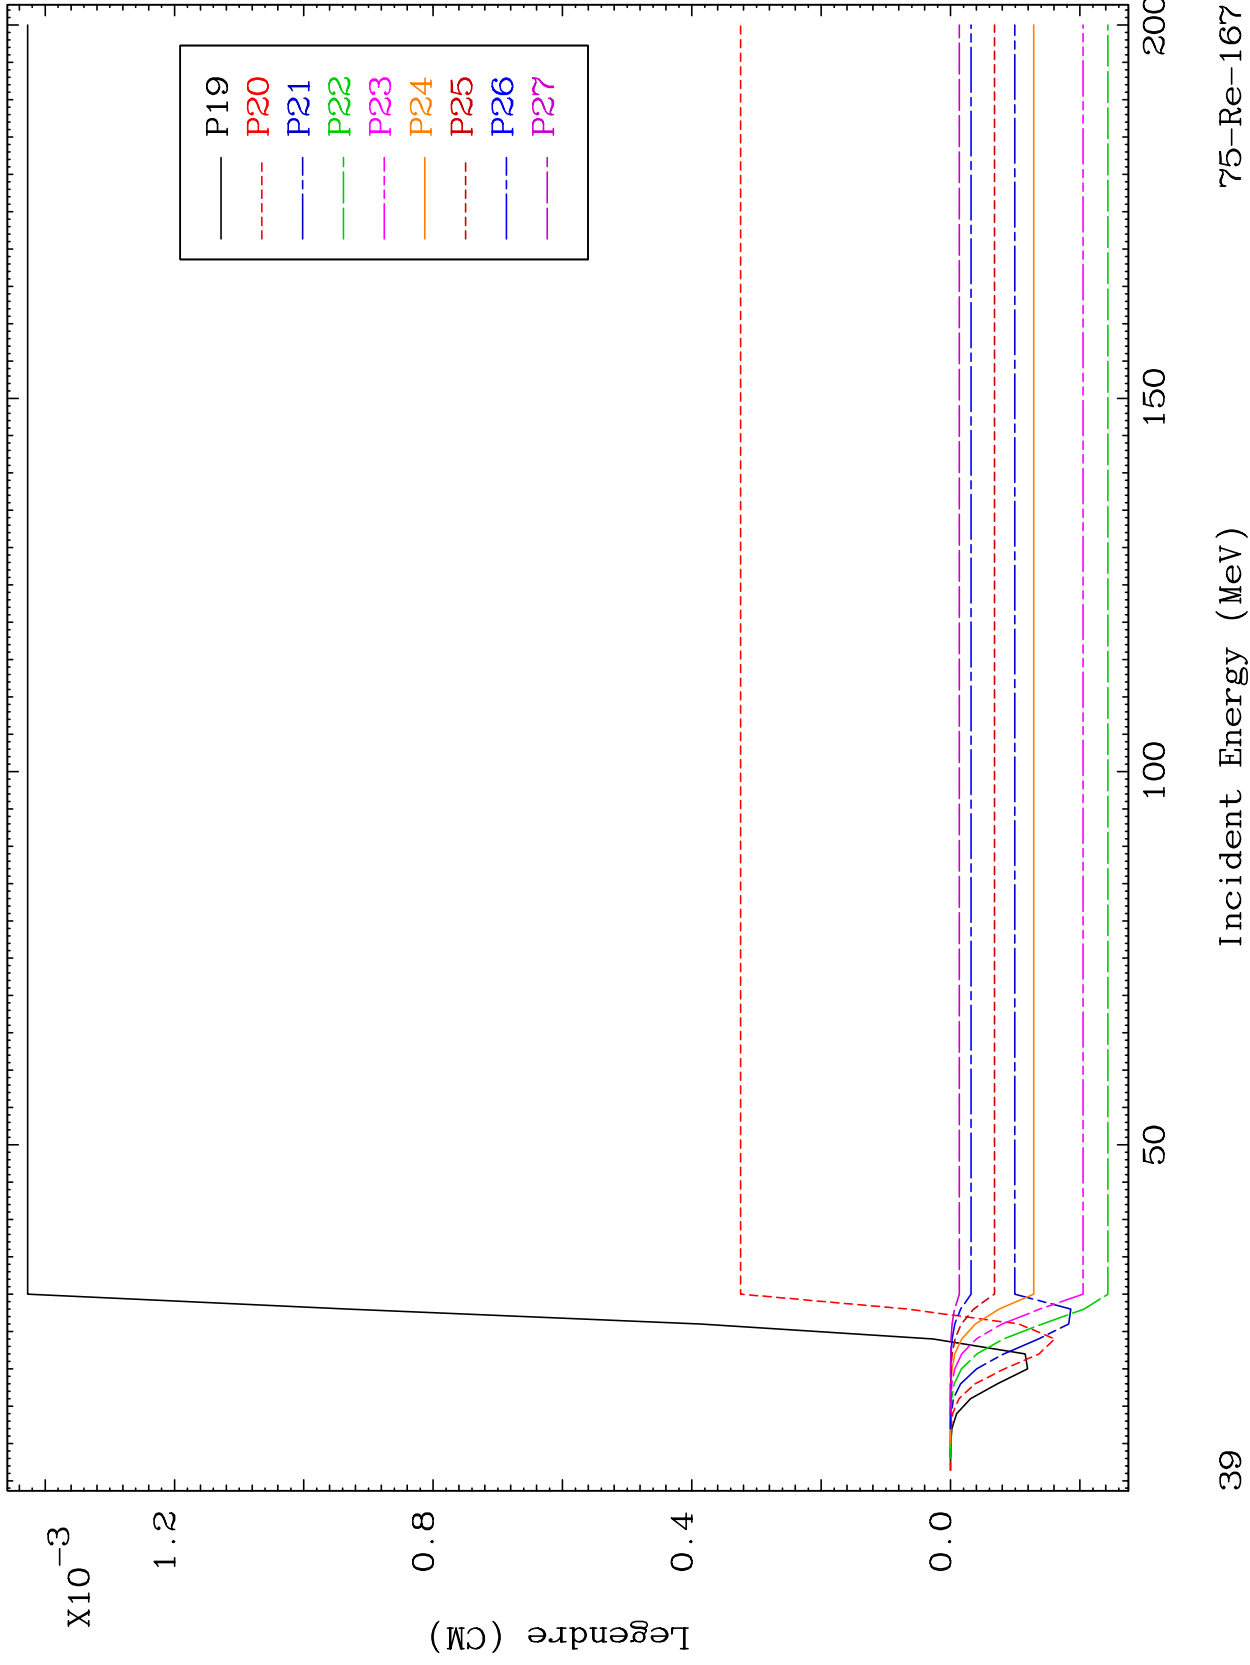 X10-3
1.2
0.8
0.4
0.0
Legendre (CM)
P19
P20
P21
P22
P23
P24
P25
P26
P27
50
100
150
200
Incident Energy (MeV)
39
75-Re-167